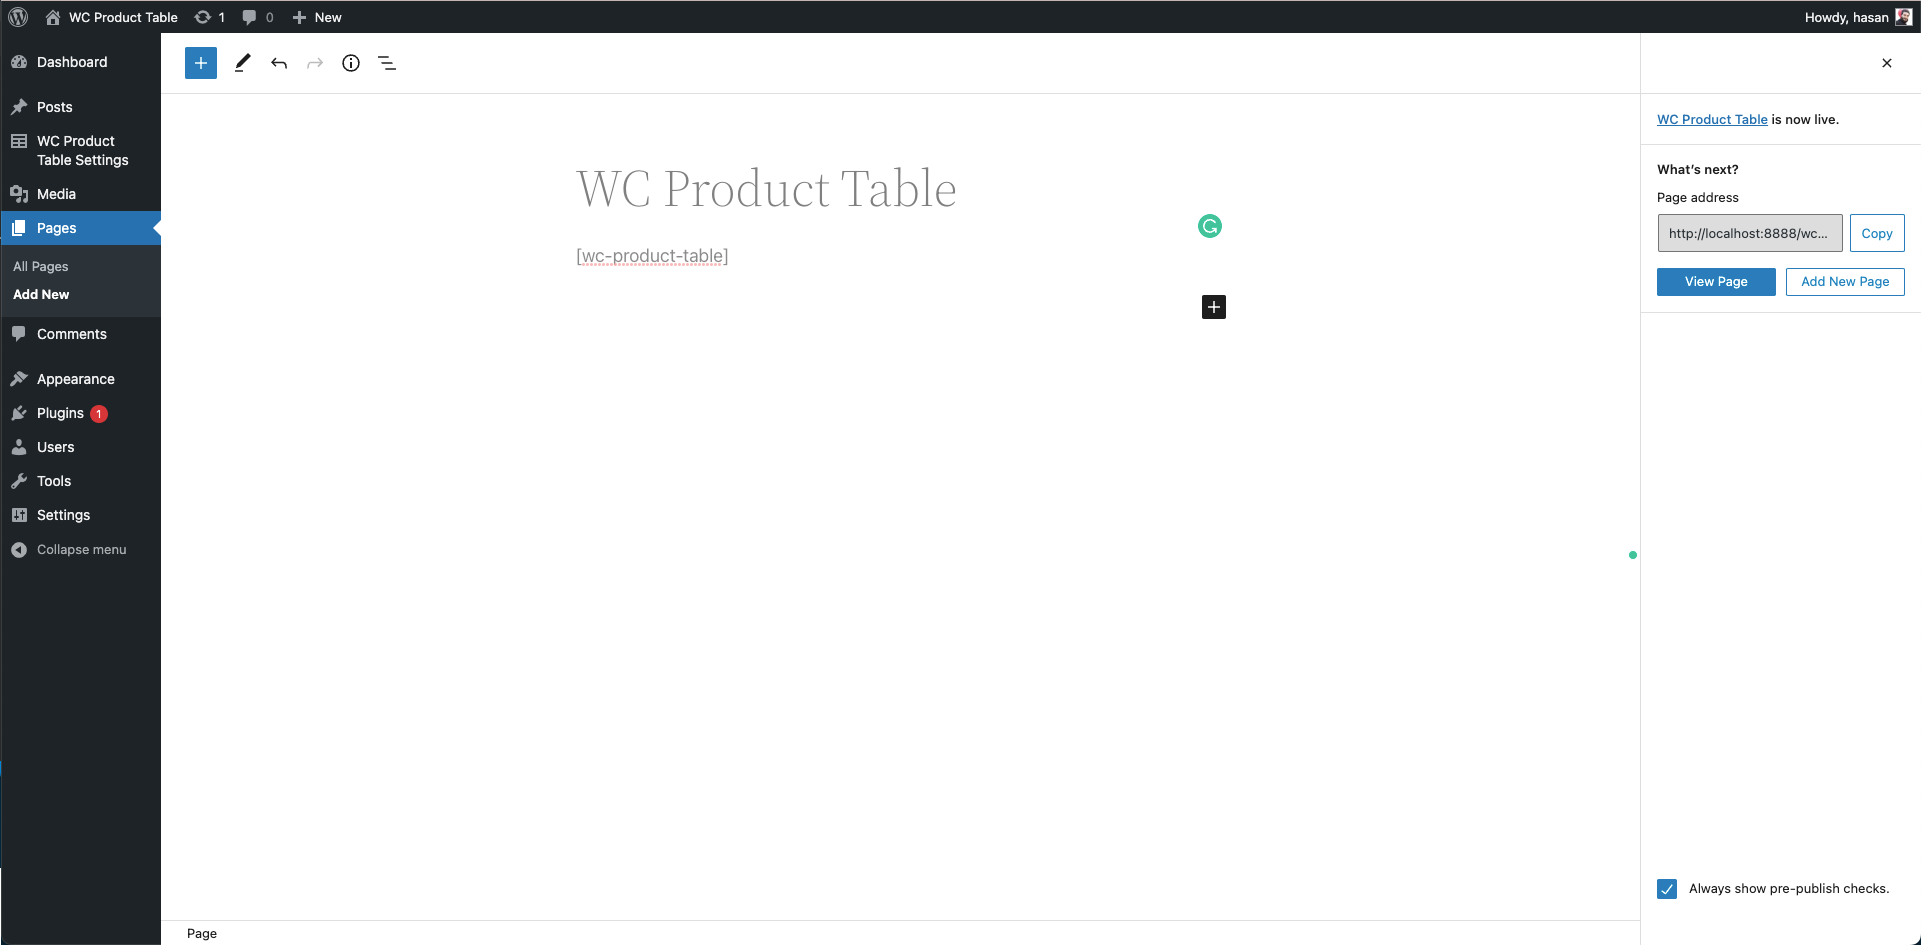 WC Product Table 1 0 New
Howdy, hasan
Dashboard
Posts
WC Product
Table Settings
Media
Pages
All Pages
Add New
Comments
Appearance
Plugins 1
Users
Tools
Settings
Collapse menu
WC Product Table
[wc-product-table]
Page
WC Product Table is now live.
What's next?
Page address
http://localhost:8888/wc... Copy
View Page Add New Page
Always show pre-publish checks.